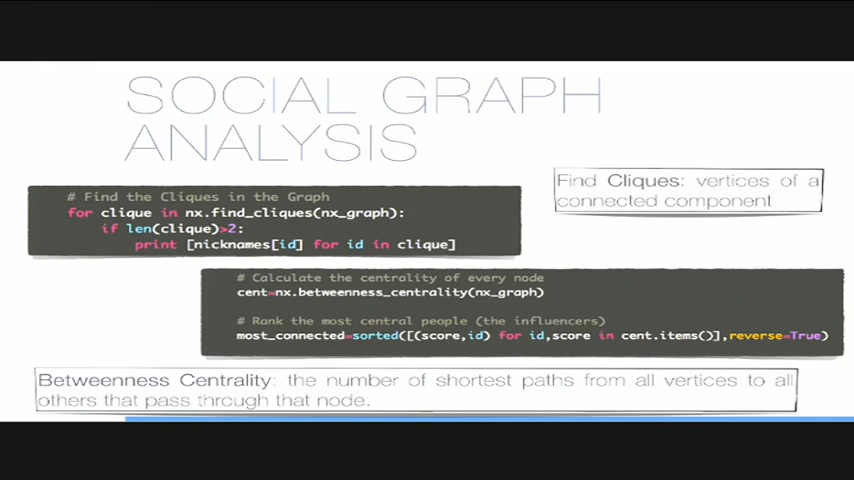 SOCIAL GRAPH
ANALYSIS
Find Cliques: vertices of a
connected component
# Find the Cliques in the Graph
for clique in nx.find_cliques(nx_graph):
if len(clique)>2:
print [nicknames[id] for id in clique]
# Calculate the centrality of every node
cent=nx.betweenness_centrality(nx_graph)
# Rank the most central people (the influencers)
most_connected=sorted([(score,id) for id,score in cent.items()],reverse=True)
Betweenness Centrality: the number of shortest paths from all vertices to all
others that pass through that node.